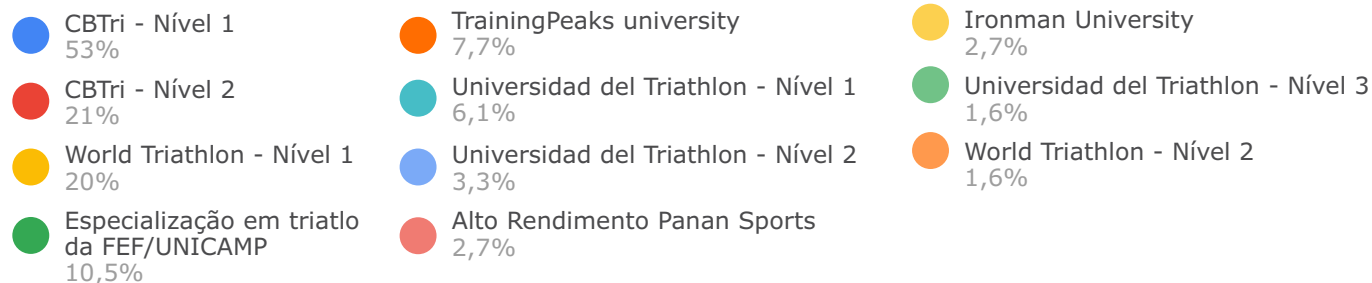 CBTri - Nível 1
53%
CBTri - Nível 2
21%
World Triathlon - Nível 1
20%
Especialização em triatlo
da FEF/UNICAMP
10,5%
TrainingPeaks university
7,7%
Universidad del Triathlon - Nível 1
6,1%
Universidad del Triathlon - Nível 2
3,3%
Alto Rendimento Panan Sports
2,7%
Ironman University
2,7%
Universidad del Triathlon - Nível 3
1,6%
World Triathlon - Nível 2
1,6%